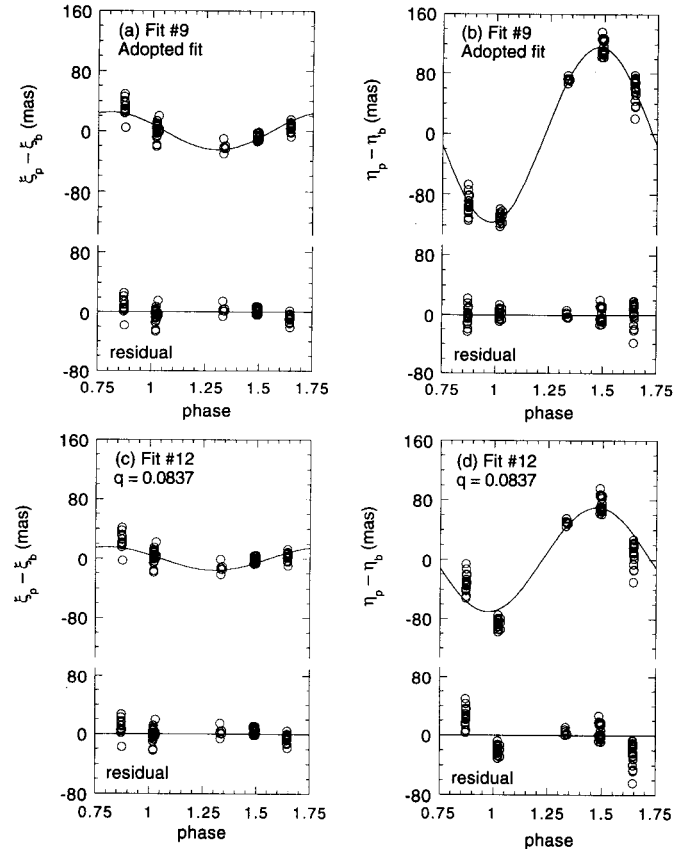 (a) Fit #9
Adopted fit
160
80
0
-80
ξp – ξb (mas)
80
0
-80
residual
0.75 1 1.25 1.5 1.75
phase
(b) Fit #9
Adopted fit
160
80
0
-80
ηp – ηb (mas)
80
0
-80
residual
0.75 1 1.25 1.5 1.75
phase
(c) Fit #12
q = 0.0837
160
80
0
-80
ξp – ξb (mas)
80
0
-80
residual
0.75 1 1.25 1.5 1.75
phase
(d) Fit #12
q = 0.0837
160
80
0
-80
ηp – ηb (mas)
80
0
-80
residual
0.75 1 1.25 1.5 1.75
phase